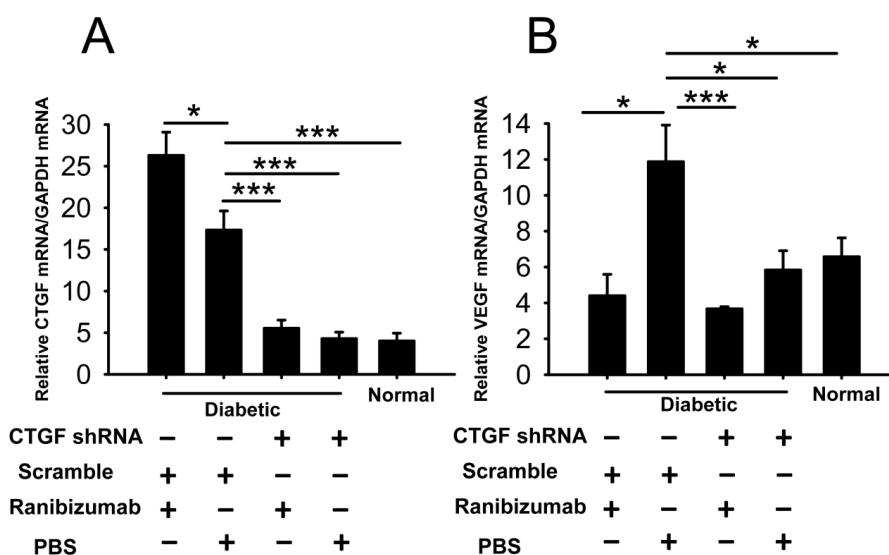 A
Relative CTGF mRNA/GAPDH mRNA
30
25
20
15
10
5
0
*
***
***
***
Diabetic
Normal
CTGF shRNA − − + +
Scramble + + − −
Ranibizumab + − + −
PBS − + − +
B
Relative VEGF mRNA/GAPDH mRNA
14
12
10
8
6
4
2
0
*
*
*
***
Diabetic
Normal
CTGF shRNA − − + +
Scramble + + − −
Ranibizumab + − + −
PBS − + − +